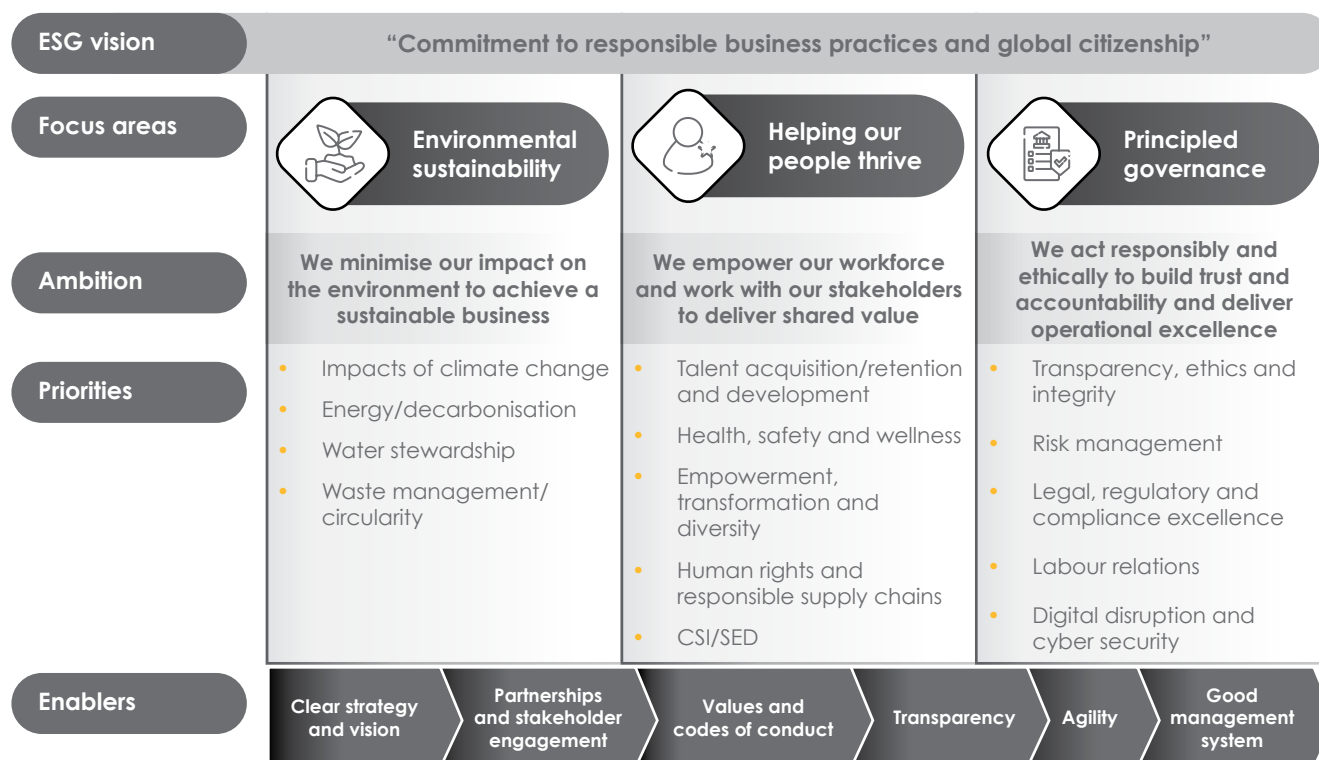 ESG vision
“Commitment to responsible business practices and global citizenship”
Focus areas
Environmental
sustainability
Helping our
people thrive
Principled
governance
Ambition
We minimise our impact on
the environment to achieve a
sustainable business
We empower our workforce
and work with our stakeholders
to deliver shared value
We act responsibly and
ethically to build trust and
accountability and deliver
operational excellence
Priorities
• Impacts of climate change
• Energy/decarbonisation
• Water stewardship
• Waste management/
circularity
• Talent acquisition/retention
and development
• Health, safety and wellness
• Empowerment,
transformation and
diversity
• Human rights and
responsible supply chains
• CSI/SED
• Transparency, ethics and
integrity
• Risk management
• Legal, regulatory and
compliance excellence
• Labour relations
• Digital disruption and
cyber security
Enablers
Clear strategy
and vision
Partnerships
and stakeholder
engagement
Values and
codes of conduct
Transparency
Agility
Good
management
system